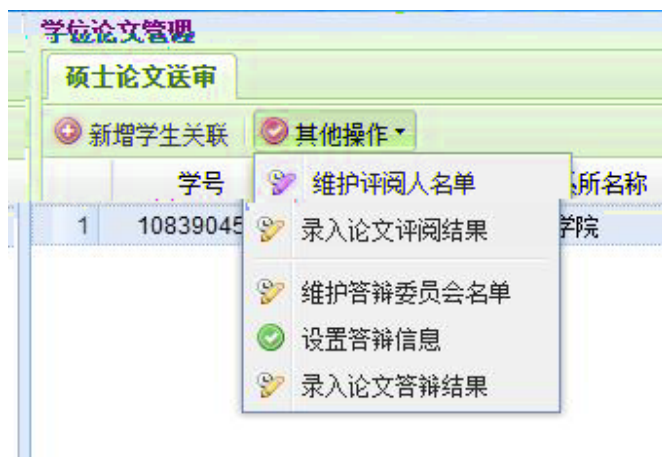 学位论文管理
硕士论文送审
新增学生关联 其他操作
学号 所名称
1 10839045 学院
维护评阅人名单
录入论文评阅结果
维护答辩委员会名单
设置答辩信息
录入论文答辩结果